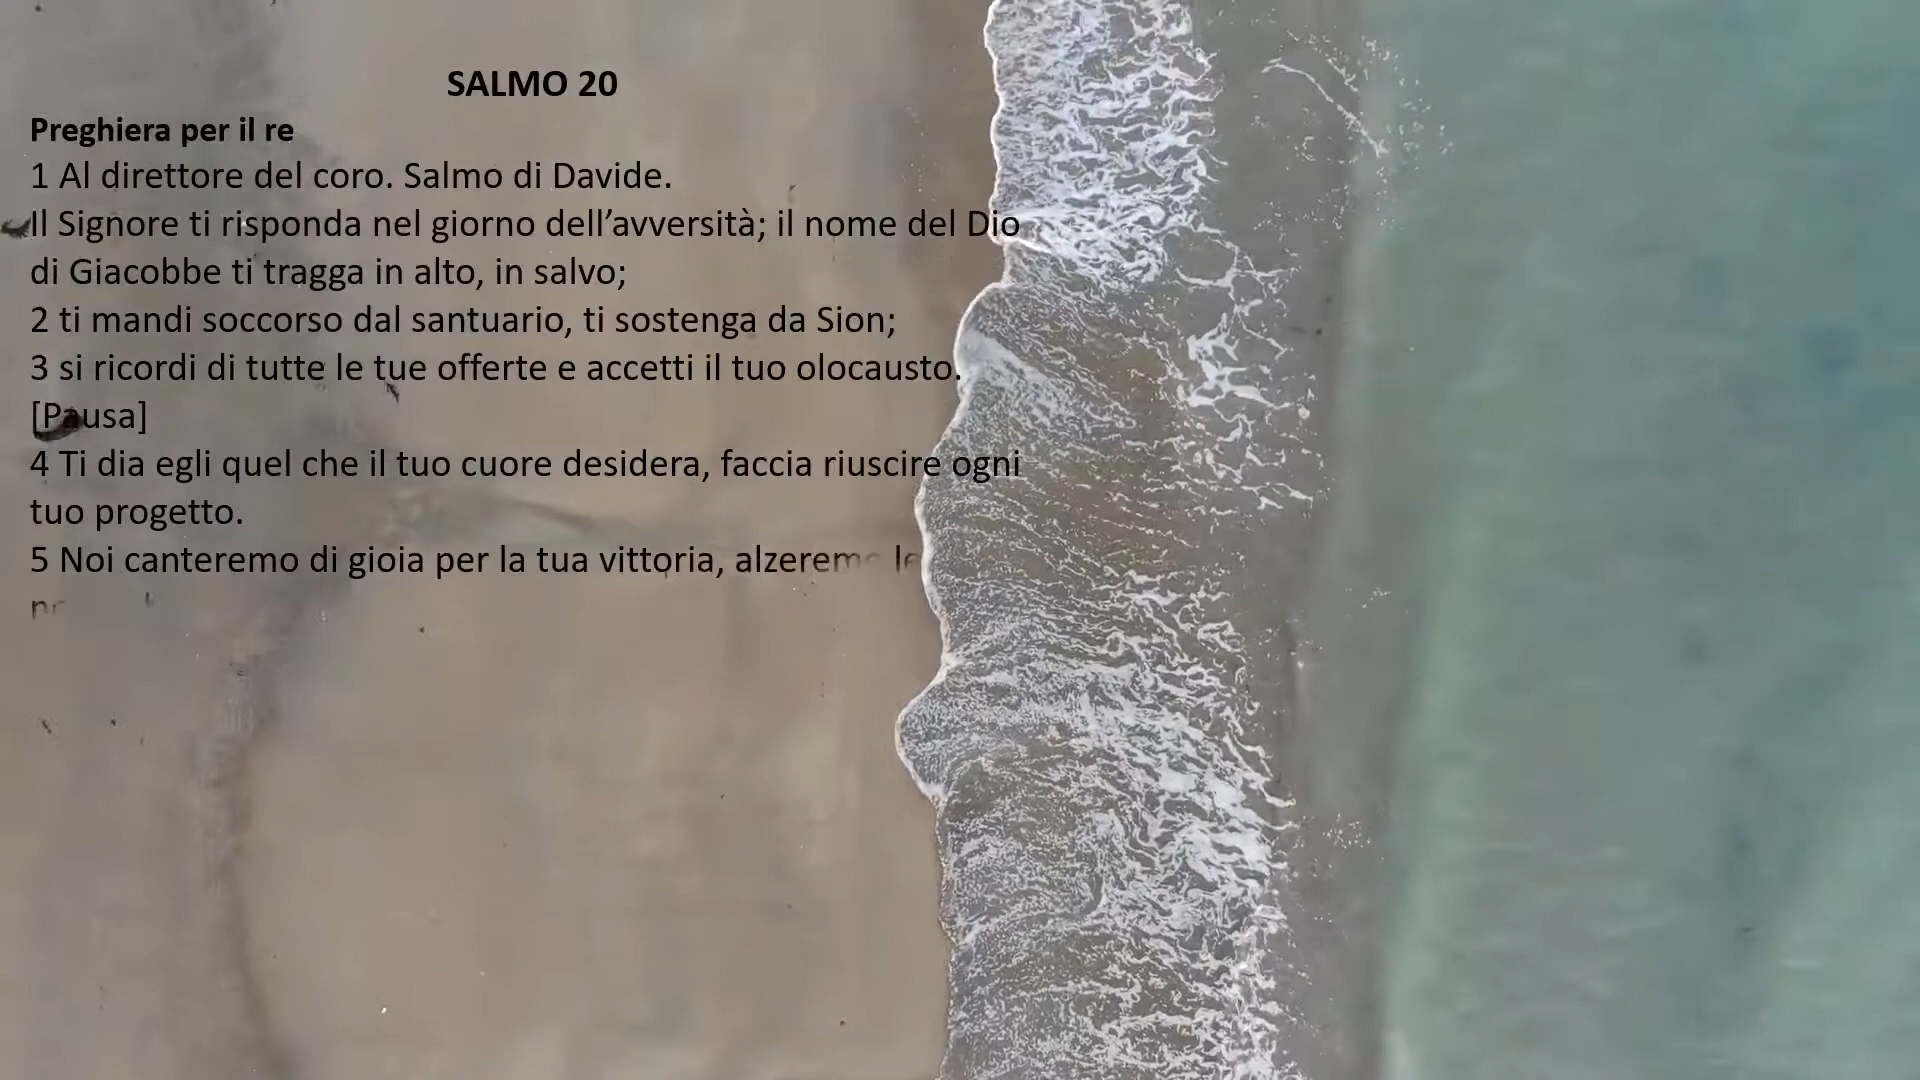 SALMO 20
Preghiera per il re
1 Al direttore del coro. Salmo di Davide.
Il Signore ti risponda nel giorno dell’avversità; il nome del Dio
di Giacobbe ti tragga in alto, in salvo;
2 ti mandi soccorso dal santuario, ti sostenga da Sion;
3 si ricordi di tutte le tue offerte e accetti il tuo olocausto.
[Pausa]
4 Ti dia egli quel che il tuo cuore desidera, faccia riuscire ogni
tuo progetto.
5 Noi canteremo di gioia per la tua vittoria,